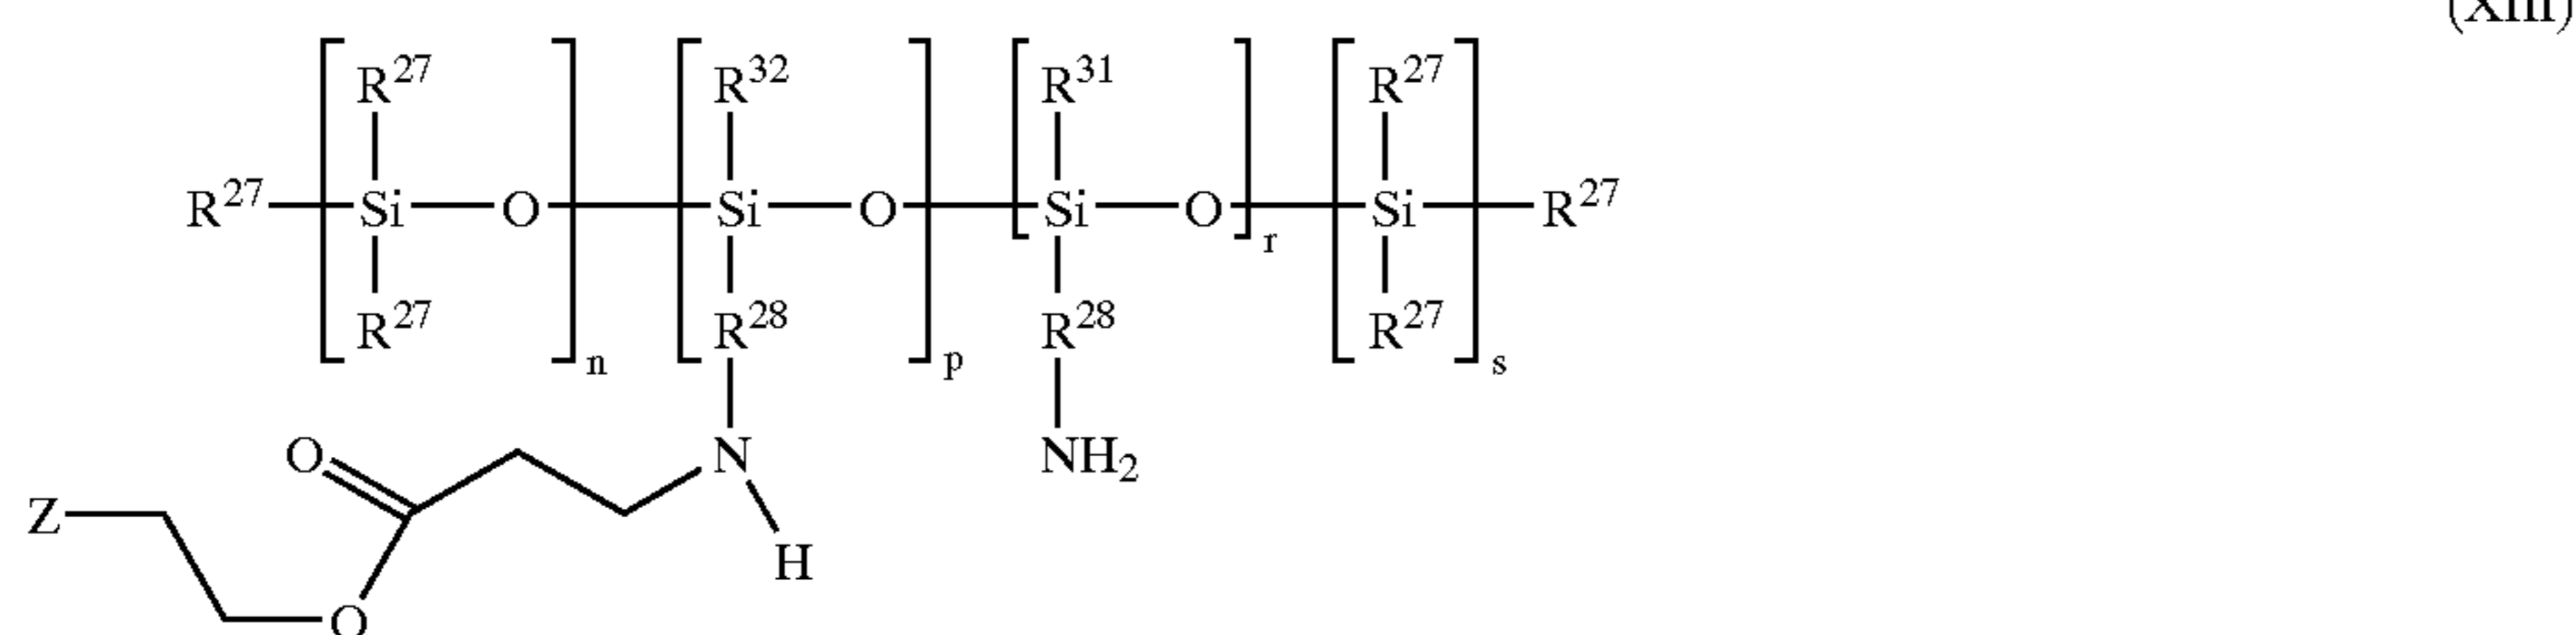 (XIII)
R27 R32 R31 R27
R27 Si O Si O Si O Si R27
r
R27 R28 R28 R27
n p s
O N NH2
Z
H
O